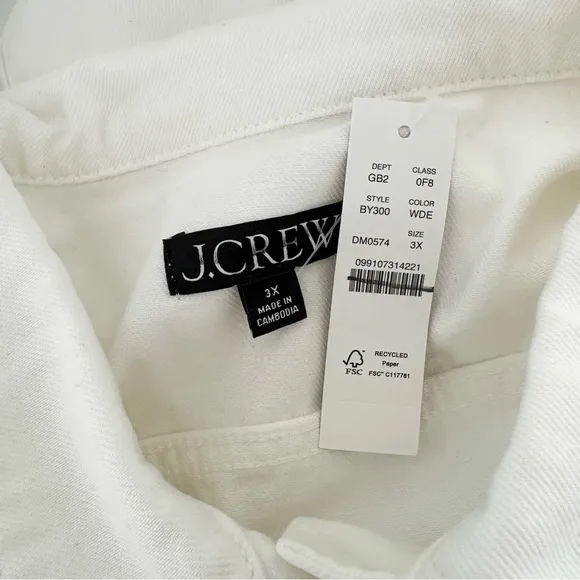 J.CREW
3X
MADE IN
CAMBODIA
DEPT CLASS
GB2 0F8
STYLE COLOR
BY300 WDE
SIZE
DM0574 3X
099107314221
FSC
RECYCLED
Paper
FSC® C117781